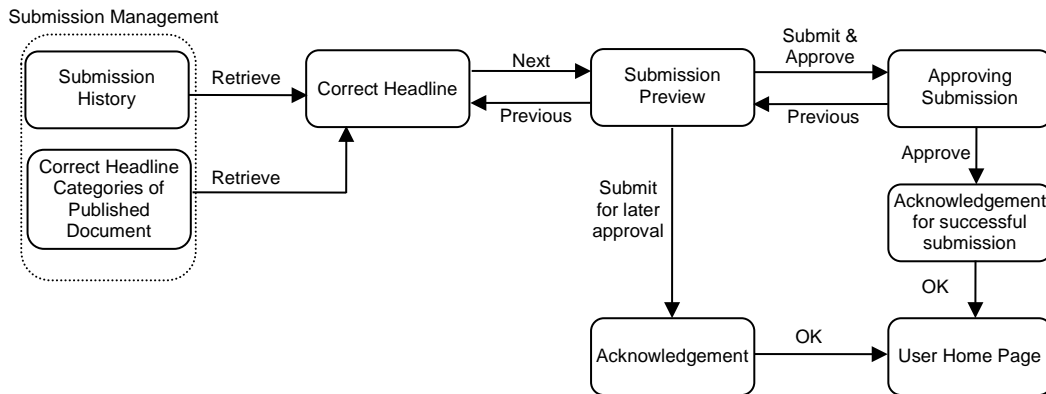 Submission Management
Submission
History
Retrieve
Correct Headline
Categories of
Published
Document
Retrieve
Correct Headline
Next
Previous
Submission
Preview
Submit &
Approve
Previous
Approving
Submission
Submit
for later
approval
Approve
Acknowledgement
for successful
submission
OK
Acknowledgement
OK
User Home Page